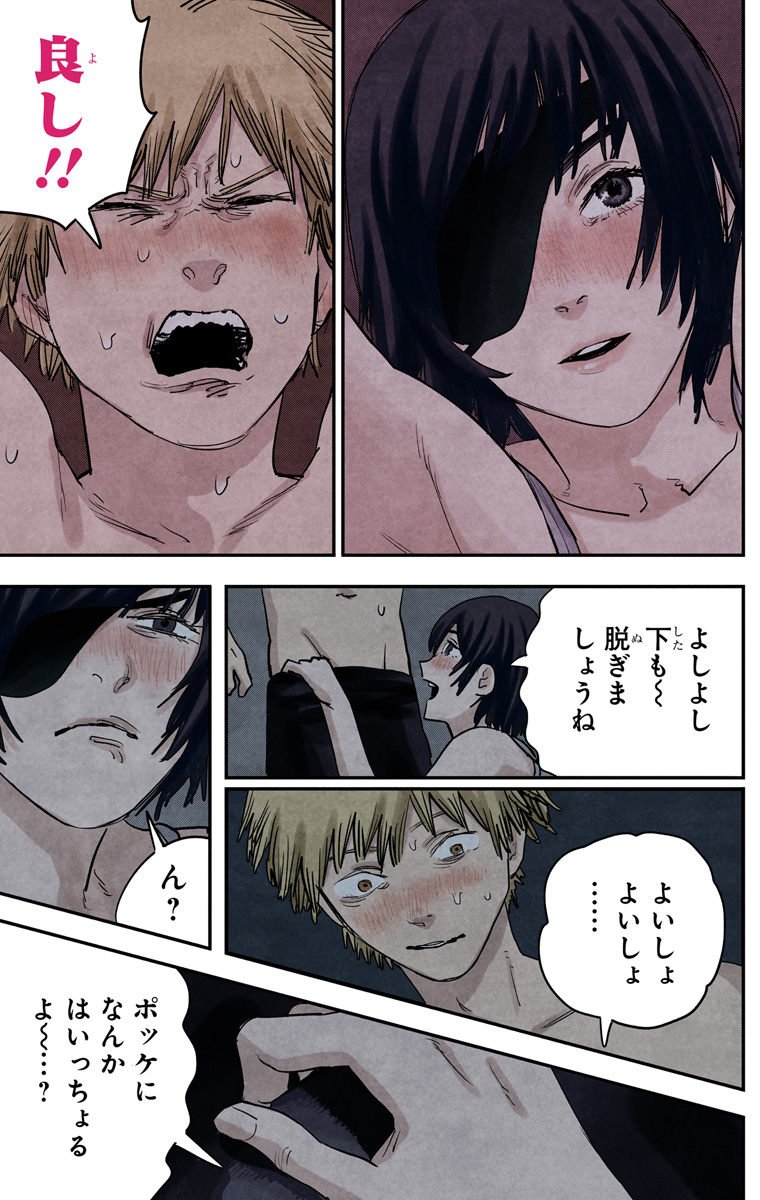 良し!!
よしよし
下も〜
脱ぎま
しょうね
よいしょ
よいしょ
……
ん?
ポッケに
なんか
はいっちょる
よ〜…?